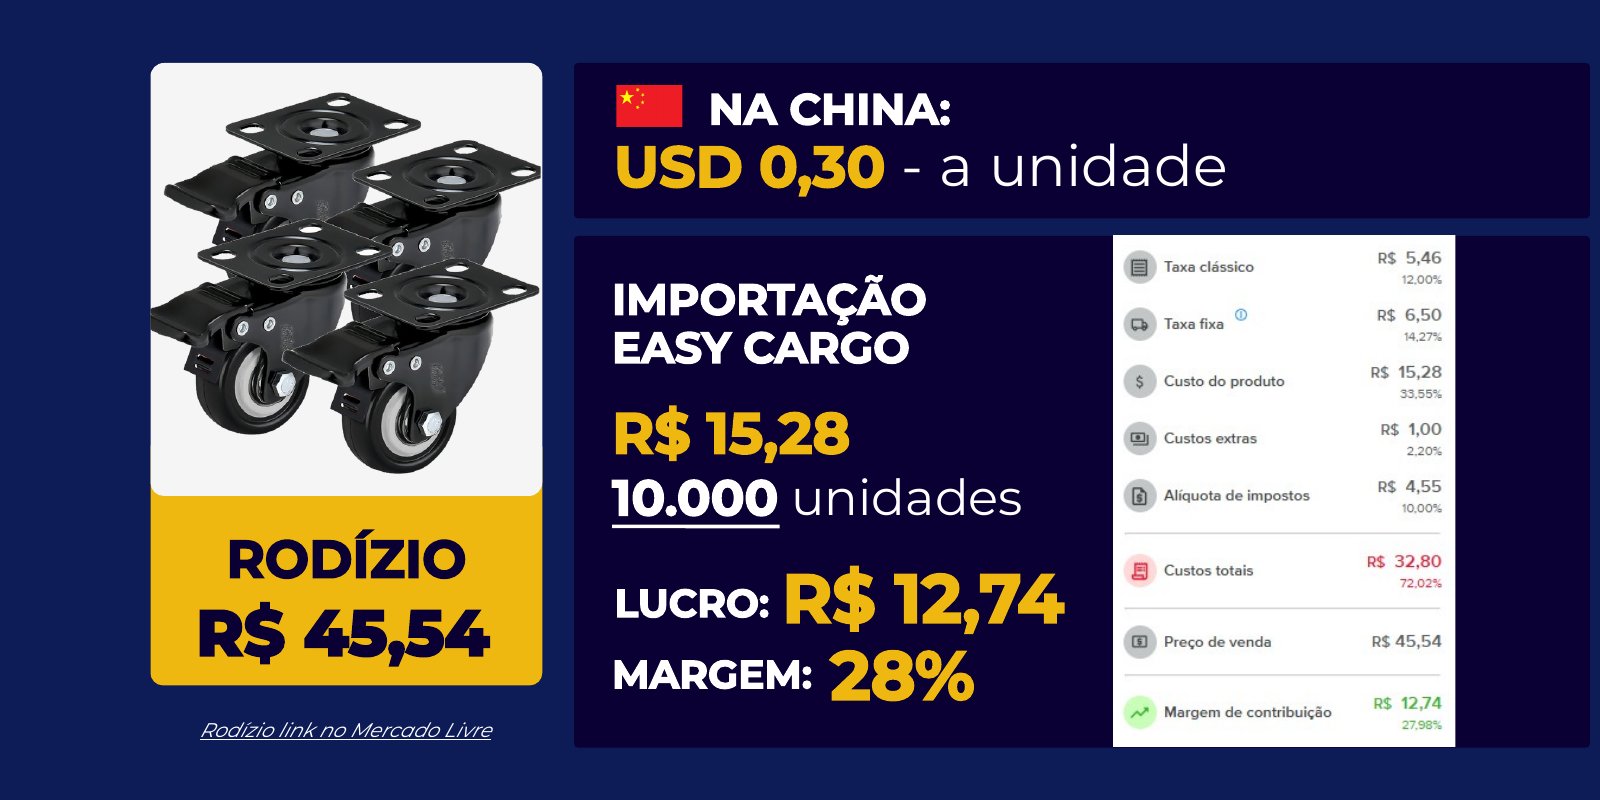 RODÍZIO
R$ 45,54
Rodízio link no Mercado Livre
NA CHINA:
USD 0,30 - a unidade
IMPORTAÇÃO
EASY CARGO
R$ 15,28
10.000 unidades
LUCRO: R$ 12,74
MARGEM: 28%
Taxa clássico R$ 5,46
12,00%
Taxa fixa R$ 6,50
14,27%
Custo do produto R$ 15,28
33,55%
Custos extras R$ 1,00
2,20%
Alíquota de impostos R$ 4,55
10,00%
Custos totais R$ 32,80
72,02%
Preço de venda R$ 45,54
Margem de contribuição R$ 12,74
27,98%